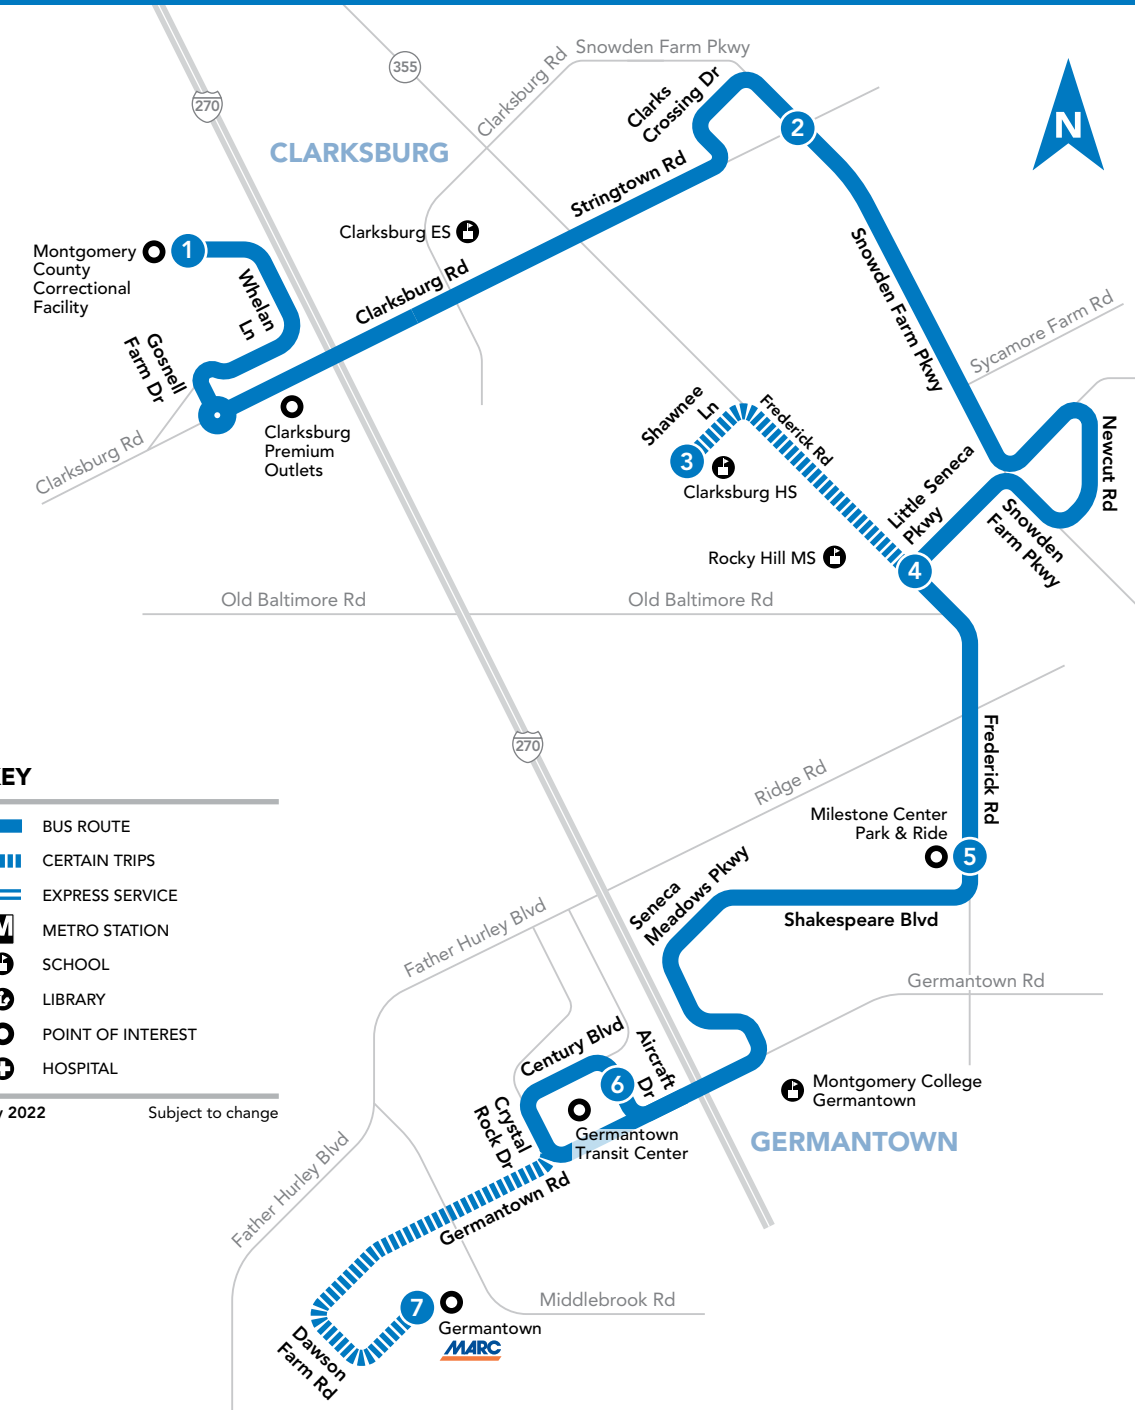 Snowden Farm Pkwy
355
Clarksburg Rd
270
Clarks
Crossing Dr
2
N
CLARKSBURG
Stringtown Rd
Clarksburg ES
1
Montgomery
County
Correctional
Facility
Whelan
Ln
Clarksburg Rd
Snowden Farm Pkwy
Sycamore Farm Rd
Gosnell
Farm Dr
Clarksburg Rd
Clarksburg
Premium
Outlets
Shawnee
Ln
Frederick Rd
3
Clarksburg HS
Little Seneca
Pkwy
Newcut Rd
Snowden
Farm Pkwy
Rocky Hill MS
4
Old Baltimore Rd
Old Baltimore Rd
270
Frederick Rd
Ridge Rd
Milestone Center
Park & Ride
5
EY
BUS ROUTE
CERTAIN TRIPS
EXPRESS SERVICE
METRO STATION
SCHOOL
LIBRARY
POINT OF INTEREST
HOSPITAL
2022
Subject to change
Seneca
Meadows Pkwy
Shakespeare Blvd
Father Hurley Blvd
Germantown Rd
Century Blvd
Aircraft
Dr
6
Crystal
Rock Dr
Germantown
Transit Center
Montgomery College
Germantown
GERMANTOWN
Father Hurley Blvd
Germantown Rd
7
Germantown
MARC
Middlebrook Rd
Dawson
Farm Rd